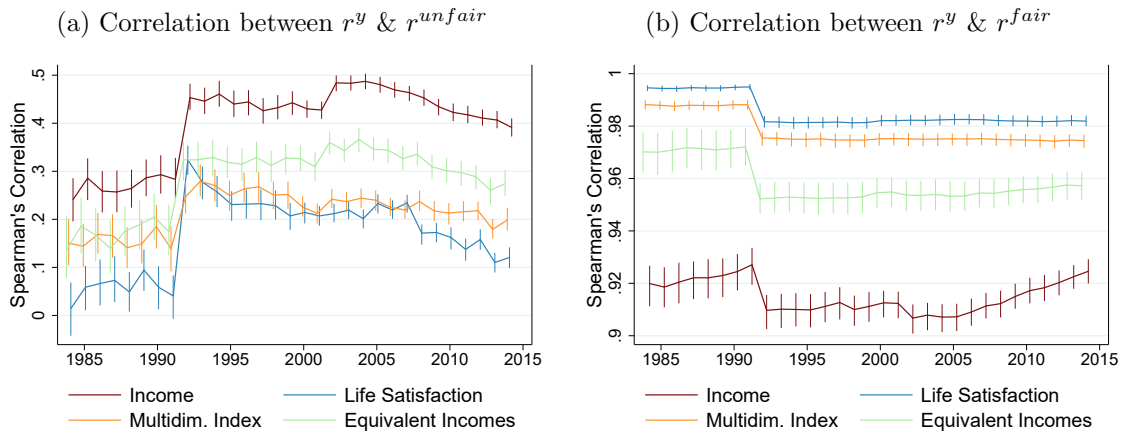 (a) Correlation between r^y & r^unfair
Spearman's Correlation
.5
.4
.3
.2
.1
0
1985 1990 1995 2000 2005 2010 2015
Income Life Satisfaction
Multidim. Index Equivalent Incomes
(b) Correlation between r^y & r^fair
Spearman's Correlation
1
.98
.96
.94
.92
.9
1985 1990 1995 2000 2005 2010 2015
Income Life Satisfaction
Multidim. Index Equivalent Incomes